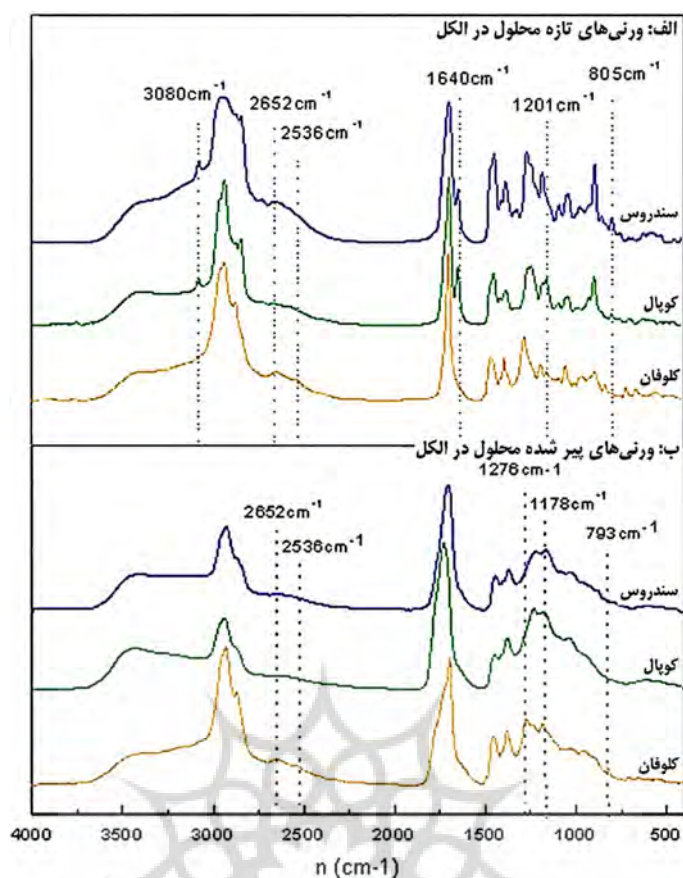 الف: ورنی‌های تازه محلول در الکل
3080cm⁻¹
2652cm⁻¹
2536cm⁻¹
1640cm⁻¹
1201cm⁻¹
805cm⁻¹
سندروس
کوپال
کلوفان
ب: ورنی‌های پیر شده محلول در الکل
2652cm⁻¹
2536cm⁻¹
1276cm-1
1178cm⁻¹
793cm⁻¹
سندروس
کوپال
کلوفان
4000 3500 3000 2500 2000 1500 1000 500
n (cm-1)